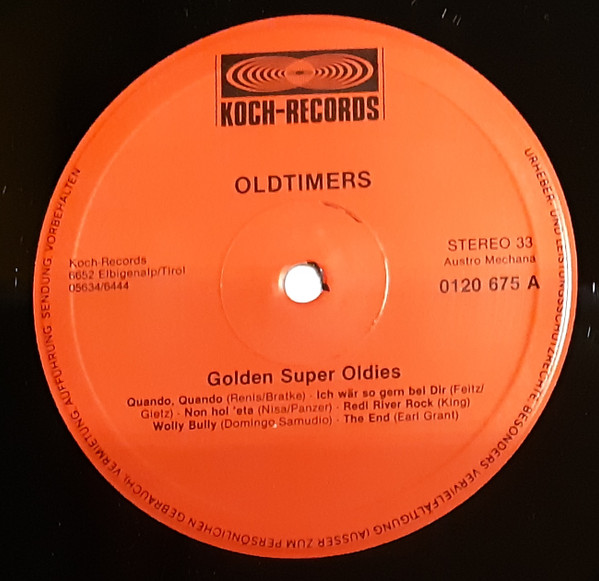 KOCH-RECORDS
OLDTIMERS
Koch-Records
6652 Elbigenalp/Tirol
05634/6444
STEREO 33
Austro Mechana
0120 675 A
Golden Super Oldies
Quando, Quando (Renis/Bratke) · Ich wär so gern bei Dir (Feitz/
Gietz) · Non hol 'eta (Nisa/Panzer) · Redl River Rock (King)
Wolly Bully (Domingo Samudio) · The End (Earl Grant)
URHEBER- UND LEISTUNGSSCHUTZRECHTE, BESONDERS VERVIELFÄLTIGUNG (AUSSER ZUM PERSÖNLICHEN GEBRAUCH), VERMIETUNG, AUFFÜHRUNG, SENDUNG, VORBEHALTEN